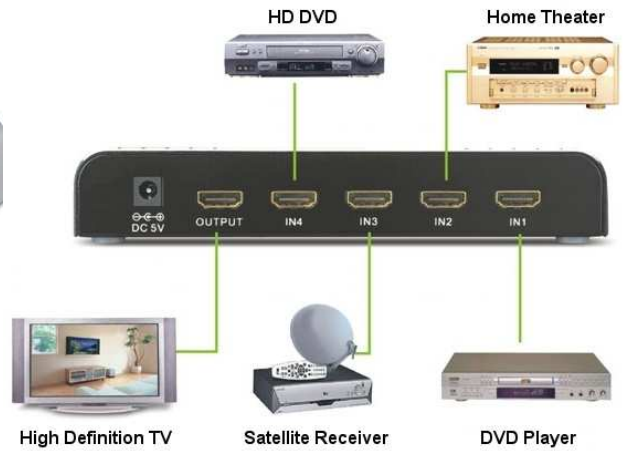 HD DVD
Home Theater
DC 5V
OUTPUT
IN4
IN3
IN2
IN1
High Definition TV
Satellite Receiver
DVD Player